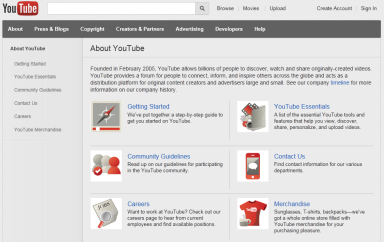 YouTube
Browse Movies Upload Create Account Sign In
About Press & Blogs Copyright Creators & Partners Advertising Developers Help
About YouTube
Getting Started
YouTube Essentials
Community Guidelines
Contact Us
Careers
YouTube Merchandise
About YouTube
Founded in February 2005, YouTube allows billions of people to discover, watch and share originally-created videos.
YouTube provides a forum for people to connect, inform, and inspire others across the globe and acts as a
distribution platform for original content creators and advertisers large and small. See our company timeline for more
information on our company history.
Getting Started
We've put together a step-by-step guide to
get you started on YouTube.
YouTube Essentials
A list of the essential YouTube tools and
features that help you view, discover,
share, personalize, and upload videos.
Community Guidelines
Read up on our guidelines for participating
in the YouTube community.
Contact Us
Find contact information for our various
departments.
Careers
Want to work at YouTube? Check out our
careers page to hear from current
employees and find available positions.
Merchandise
Sunglasses, T-shirts, backpacks—we've
got a whole online store filled with
YouTube merchandise for your
purchasing pleasure.